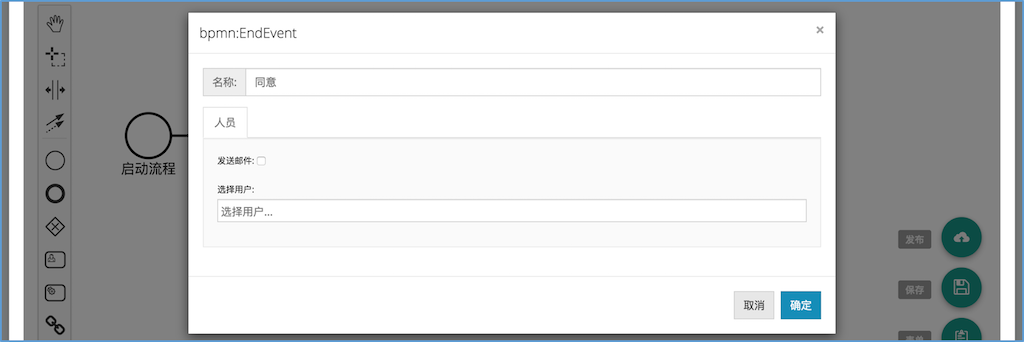 bpmn:EndEvent
×
名称: 同意
人员
启动流程
发送邮件:
选择用户:
选择用户...
发布
保存
取消 确定